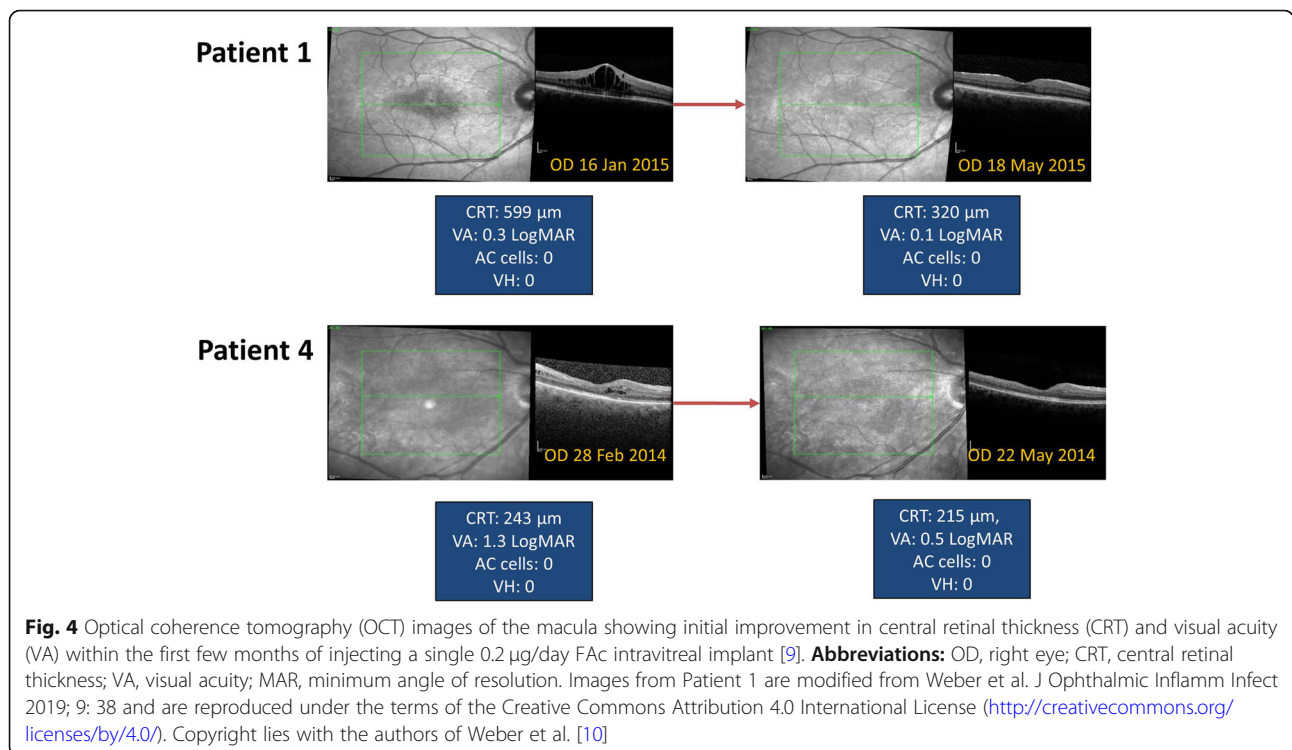 Patient 1
OD 16 Jan 2015
OD 18 May 2015
CRT: 599 µm
VA: 0.3 LogMAR
AC cells: 0
VH: 0
CRT: 320 µm
VA: 0.1 LogMAR
AC cells: 0
VH: 0
Patient 4
OD 28 Feb 2014
OD 22 May 2014
CRT: 243 µm
VA: 1.3 LogMAR
AC cells: 0
VH: 0
CRT: 215 µm,
VA: 0.5 LogMAR
AC cells: 0
VH: 0
Fig. 4 Optical coherence tomography (OCT) images of the macula showing initial improvement in central retinal thickness (CRT) and visual acuity
(VA) within the first few months of injecting a single 0.2 µg/day FAc intravitreal implant [9]. Abbreviations: OD, right eye; CRT, central retinal
thickness; VA, visual acuity; MAR, minimum angle of resolution. Images from Patient 1 are modified from Weber et al. J Ophthalmic Inflamm Infect
2019; 9: 38 and are reproduced under the terms of the Creative Commons Attribution 4.0 International License (http://creativecommons.org/
licenses/by/4.0/). Copyright lies with the authors of Weber et al. [10]